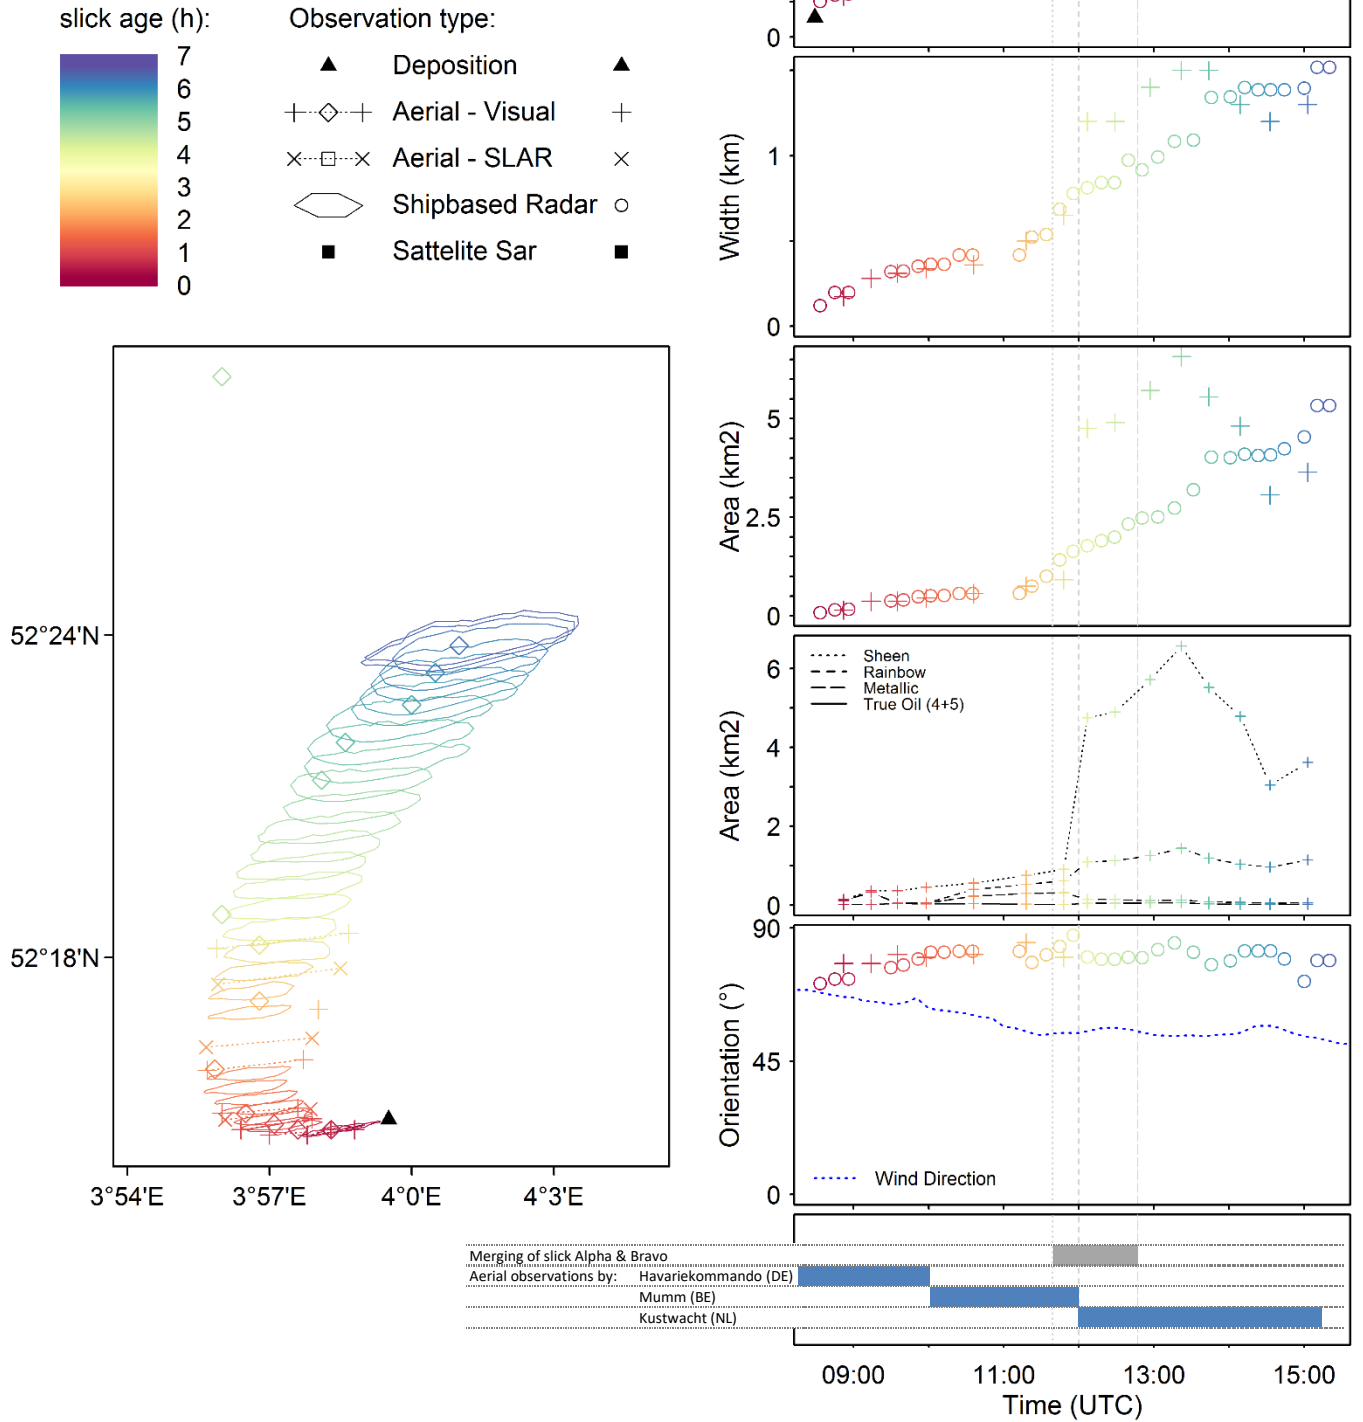 slick age (h):
7
6
5
4
3
2
1
0
Observation type:
Deposition
Aerial - Visual
Aerial - SLAR
Shipbased Radar
Sattelite Sar
52°24'N
52°18'N
3°54'E
3°57'E
4°0'E
4°3'E
0
Width (km)
1
0
Area (km2)
5
2.5
0
Area (km2)
6
4
2
0
Sheen
Rainbow
Metallic
True Oil (4+5)
Orientation (°)
90
45
0
Wind Direction
Merging of slick Alpha & Bravo
Aerial observations by: Havariekommando (DE)
Mumm (BE)
Kustwacht (NL)
09:00 11:00 13:00 15:00
Time (UTC)